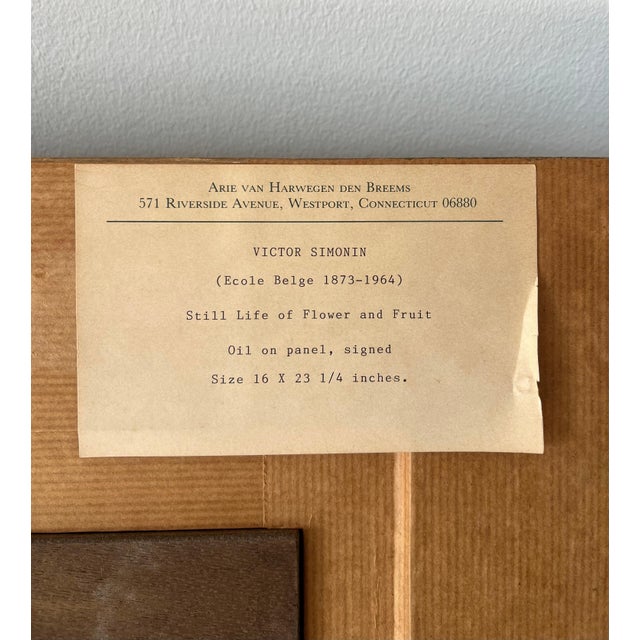 Arie van Harwegen den Breems
571 Riverside Avenue, Westport, Connecticut 06880
VICTOR SIMONIN
(Ecole Belge 1873-1964)
Still Life of Flower and Fruit
Oil on panel, signed
Size 16 X 23 1/4 inches.